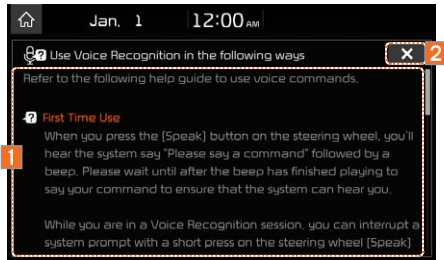 Jan. 1 12:00 AM
Use Voice Recognition in the following ways
2
Refer to the following help guide to use voice commands.
First Time Use
When you press the [Speak] button on the steering wheel, you'll
hear the system say "Please say a command" followed by a
beep. Please wait until after the beep has finished playing to
say your command to ensure that the system can hear you.
1
While you are in a Voice Recognition session, you can interrupt a
system prompt with a short press on the steering wheel [Speak]